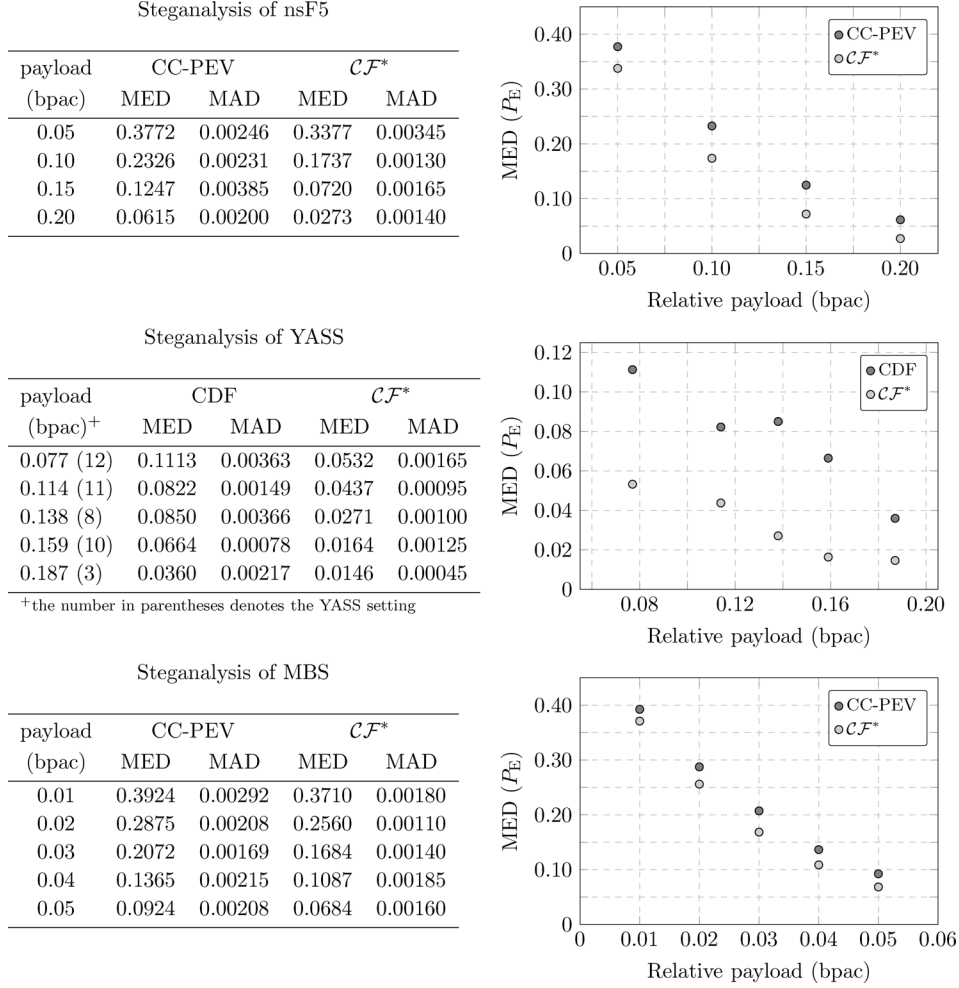 Steganalysis of nsF5
payload CC-PEV 𝒞ℱ*
(bpac) MED MAD MED MAD
0.05 0.3772 0.00246 0.3377 0.00345
0.10 0.2326 0.00231 0.1737 0.00130
0.15 0.1247 0.00385 0.0720 0.00165
0.20 0.0615 0.00200 0.0273 0.00140
CC-PEV
𝒞ℱ*
MED (P_E)
0.40
0.30
0.20
0.10
0
0.05 0.10 0.15 0.20
Relative payload (bpac)
Steganalysis of YASS
payload CDF 𝒞ℱ*
(bpac)+ MED MAD MED MAD
0.077 (12) 0.1113 0.00363 0.0532 0.00165
0.114 (11) 0.0822 0.00149 0.0437 0.00095
0.138 (8) 0.0850 0.00366 0.0271 0.00100
0.159 (10) 0.0664 0.00078 0.0164 0.00125
0.187 (3) 0.0360 0.00217 0.0146 0.00045
+the number in parentheses denotes the YASS setting
CDF
𝒞ℱ*
MED (P_E)
0.12
0.10
0.08
0.06
0.04
0.02
0
0.08 0.12 0.16 0.20
Relative payload (bpac)
Steganalysis of MBS
payload CC-PEV 𝒞ℱ*
(bpac) MED MAD MED MAD
0.01 0.3924 0.00292 0.3710 0.00180
0.02 0.2875 0.00208 0.2560 0.00110
0.03 0.2072 0.00169 0.1684 0.00140
0.04 0.1365 0.00215 0.1087 0.00185
0.05 0.0924 0.00208 0.0684 0.00160
CC-PEV
𝒞ℱ*
MED (P_E)
0.40
0.30
0.20
0.10
0
0 0.01 0.02 0.03 0.04 0.05 0.06
Relative payload (bpac)